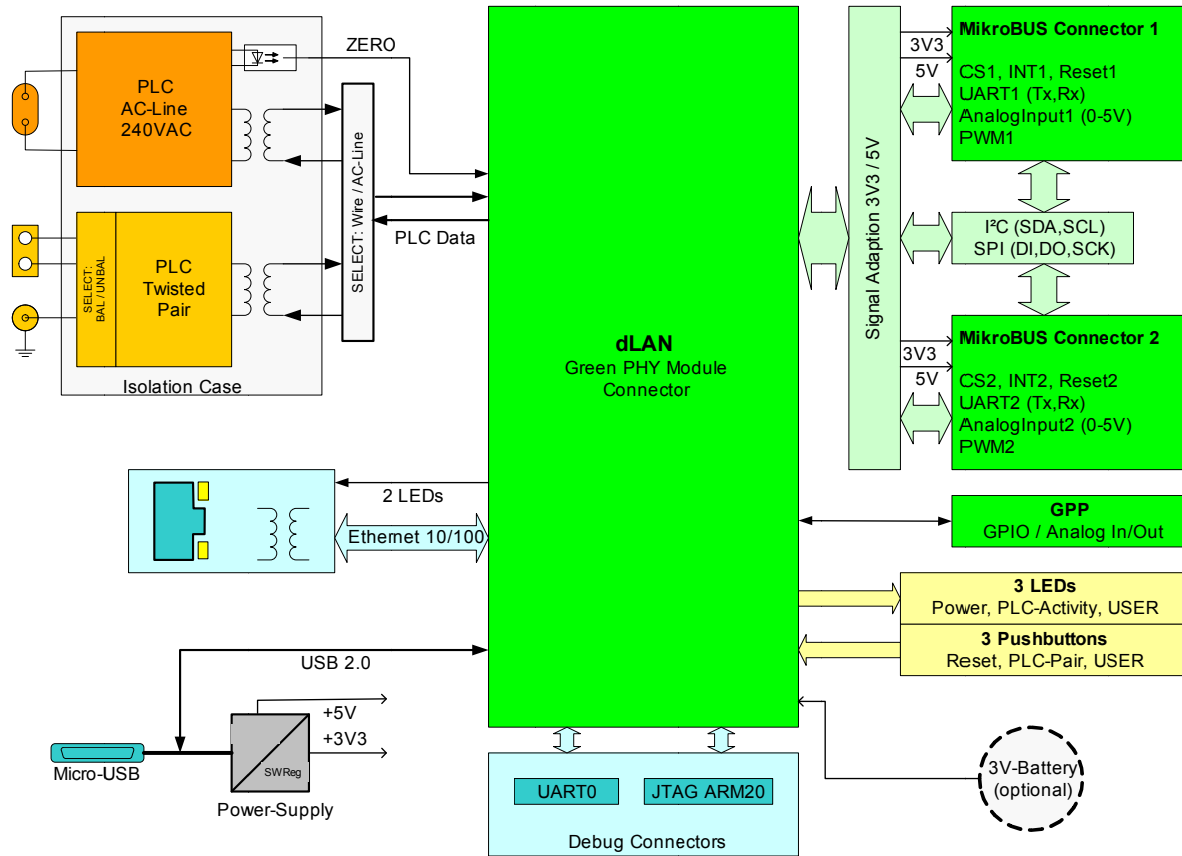 PLC
AC-Line
240VAC
ZERO
SELECT: Wire / AC-Line
PLC Data
SELECT:
BAL / UNBAL
PLC
Twisted
Pair
Isolation Case
dLAN
Green PHY Module
Connector
Signal Adaption 3V3 / 5V
3V3
5V
MikroBUS Connector 1
CS1, INT1, Reset1
UART1 (Tx,Rx)
AnalogInput1 (0-5V)
PWM1
I²C (SDA,SCL)
SPI (DI,DO,SCK)
3V3
5V
MikroBUS Connector 2
CS2, INT2, Reset2
UART2 (Tx,Rx)
AnalogInput2 (0-5V)
PWM2
2 LEDs
Ethernet 10/100
GPP
GPIO / Analog In/Out
3 LEDs
Power, PLC-Activity, USER
3 Pushbuttons
Reset, PLC-Pair, USER
USB 2.0
+5V
+3V3
SWReg
Micro-USB
Power-Supply
UART0
JTAG ARM20
Debug Connectors
3V-Battery
(optional)